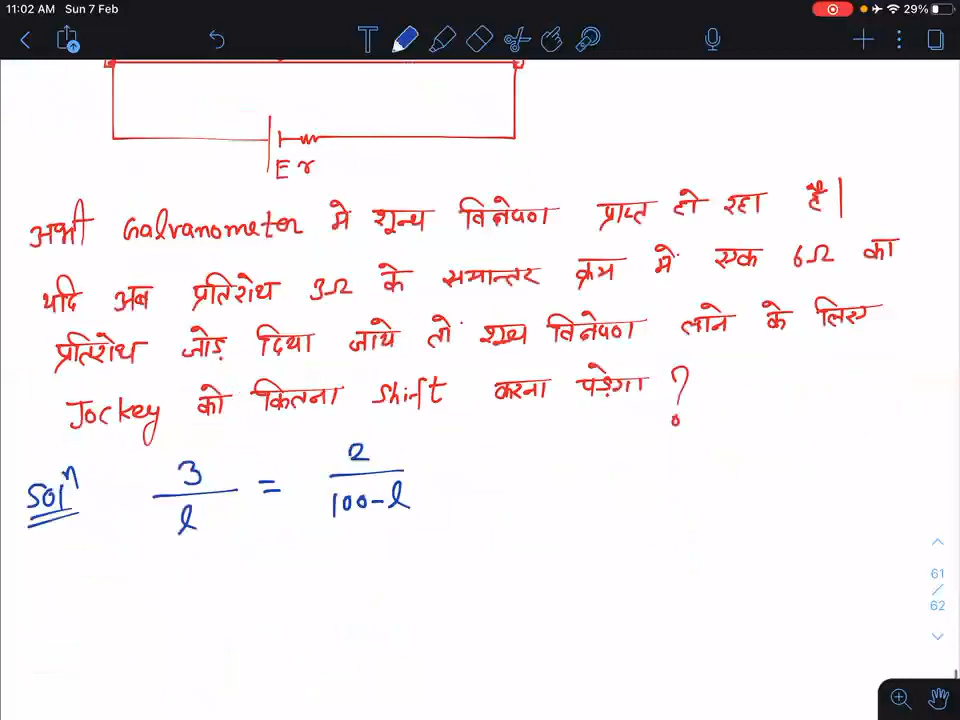 11:02 AM Sun 7 Feb
29%
T
E r
अभी Galvanometer मे शून्य विक्षेपण प्राप्त हो रहा है।
यदि अब प्रतिरोध 3Ω के समान्तर क्रम में एक 6Ω का
प्रतिरोध जोड़ दिया जाये तो शून्य विक्षेपण लाने के लिए
Jockey को कितना shift करना पड़ेगा ?
Solⁿ 3/l = 2/100-l
61
/
62